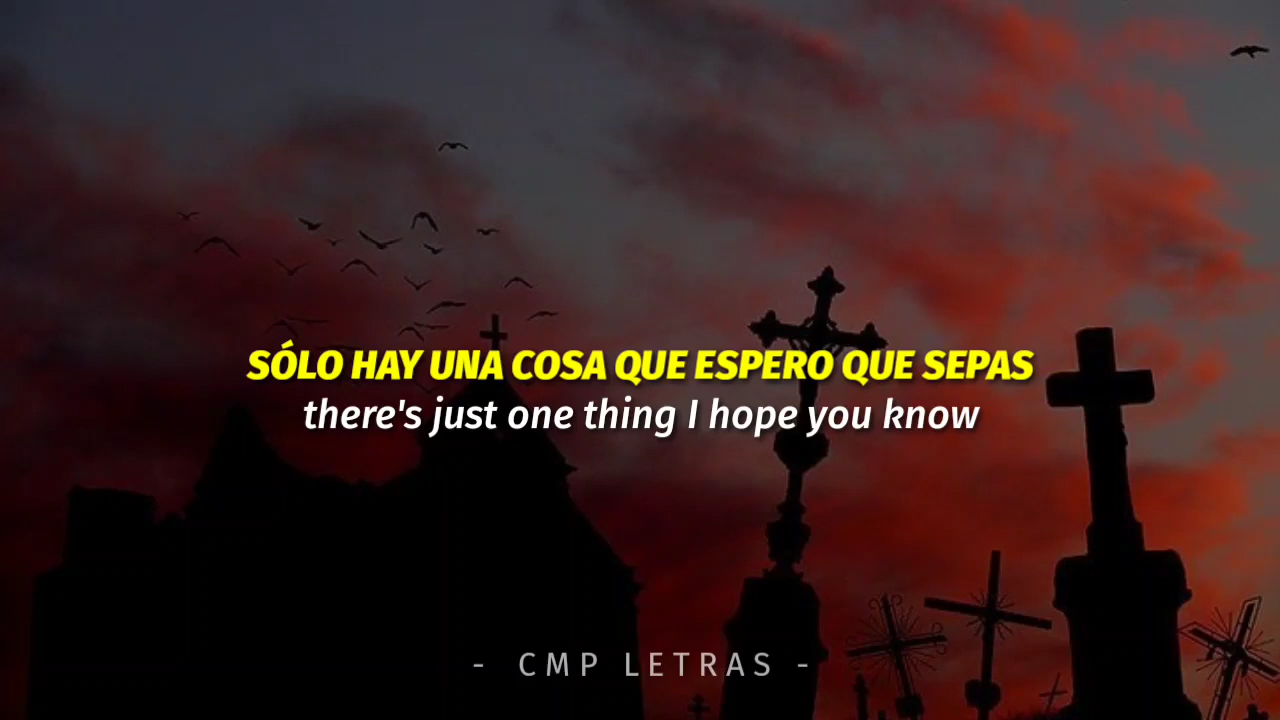 SÓLO HAY UNA COSA QUE ESPERO QUE SEPAS
there's just one thing I hope you know
- CMP LETRAS -